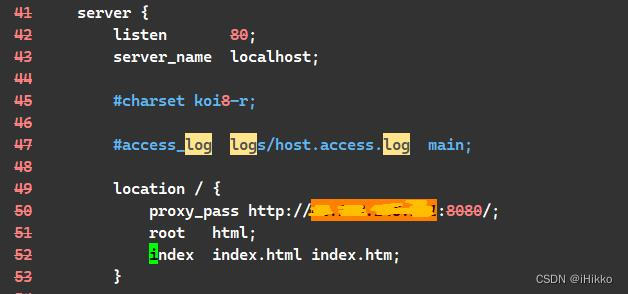 41 server {
42 listen 80;
43 server_name localhost;
44
45 #charset koi8-r;
46
47 #access_log logs/host.access.log main;
48
49 location / {
50 proxy_pass http://:8080/;
51 root html;
52 index index.html index.htm;
53 }
CSDN @iHikko